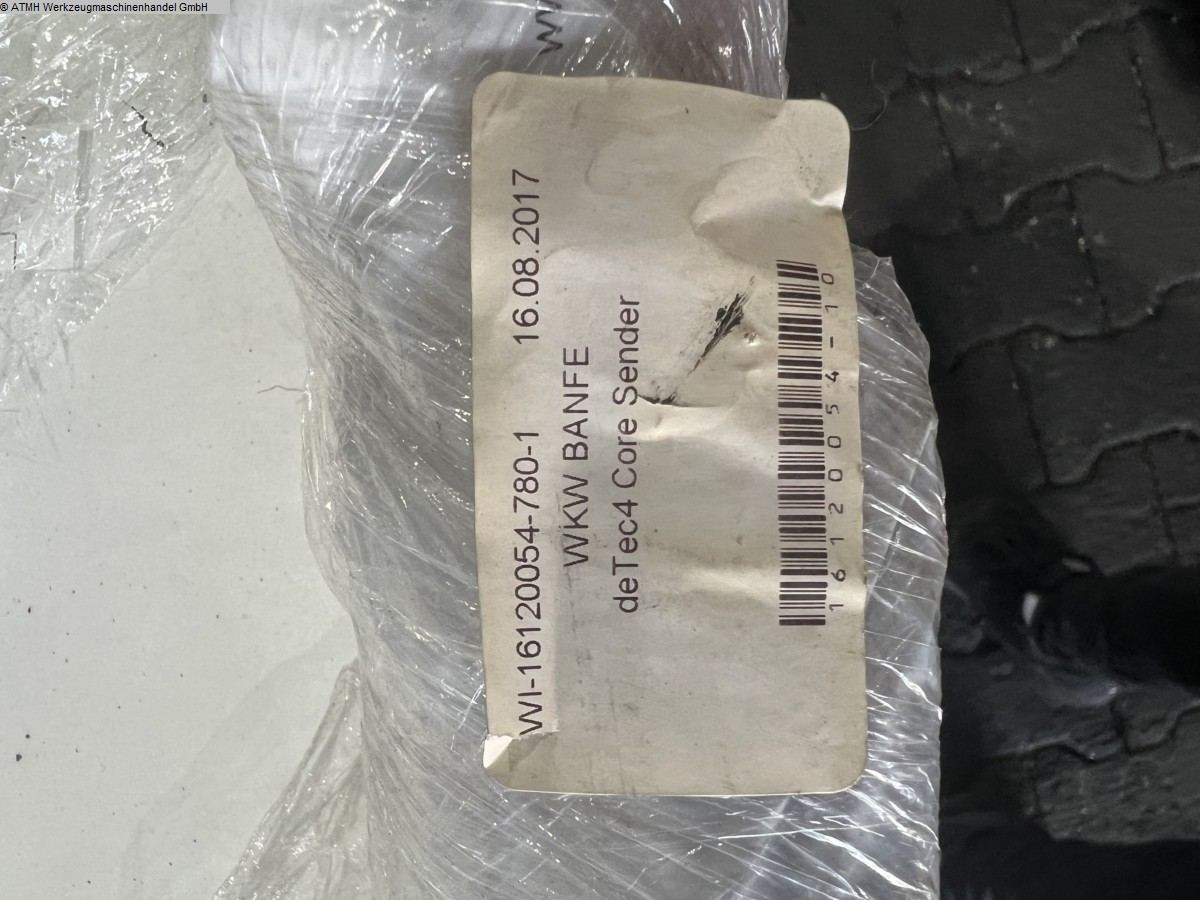 © ATMH Werkzeugmaschinenhandel GmbH
WI-16120054-780-1 16.08.2017
WKW BANFE
deTec4 Core Sender
16120054-10